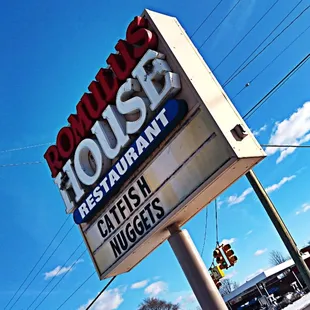 ROMULUS
HOUSE
RESTAURANT
CATFISH
NUGGETS